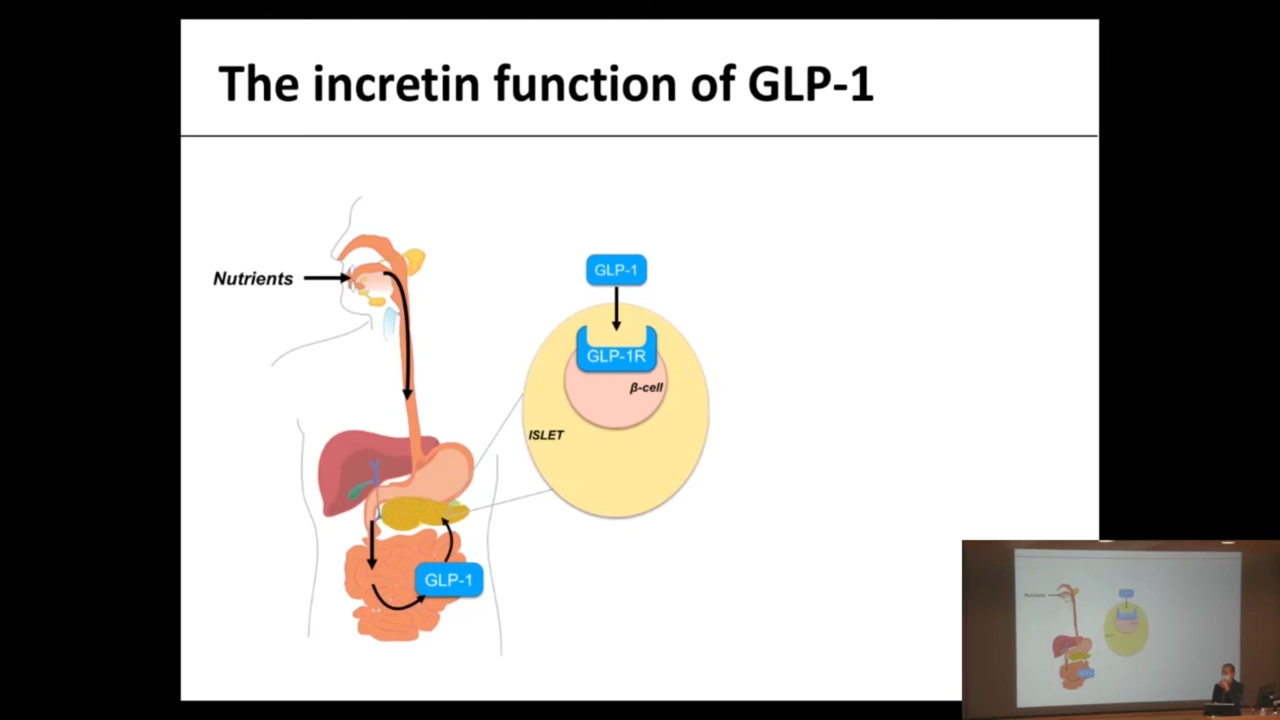 The incretin function of GLP-1
Nutrients
GLP-1
GLP-1R
β-cell
ISLET
GLP-1